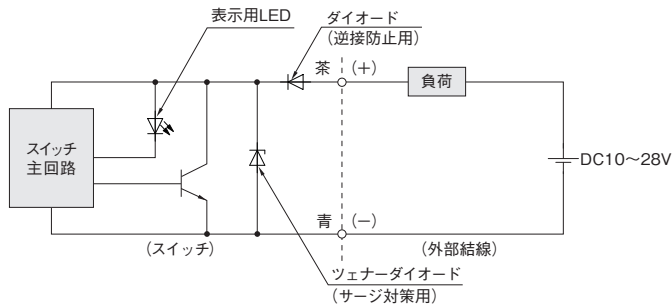 表示用LED
ダイオード
(逆接防止用)
茶
(+)
負荷
スイッチ
主回路
DC10~28V
青
(-)
(スイッチ)
(外部結線)
ツェナーダイオード
(サージ対策用)